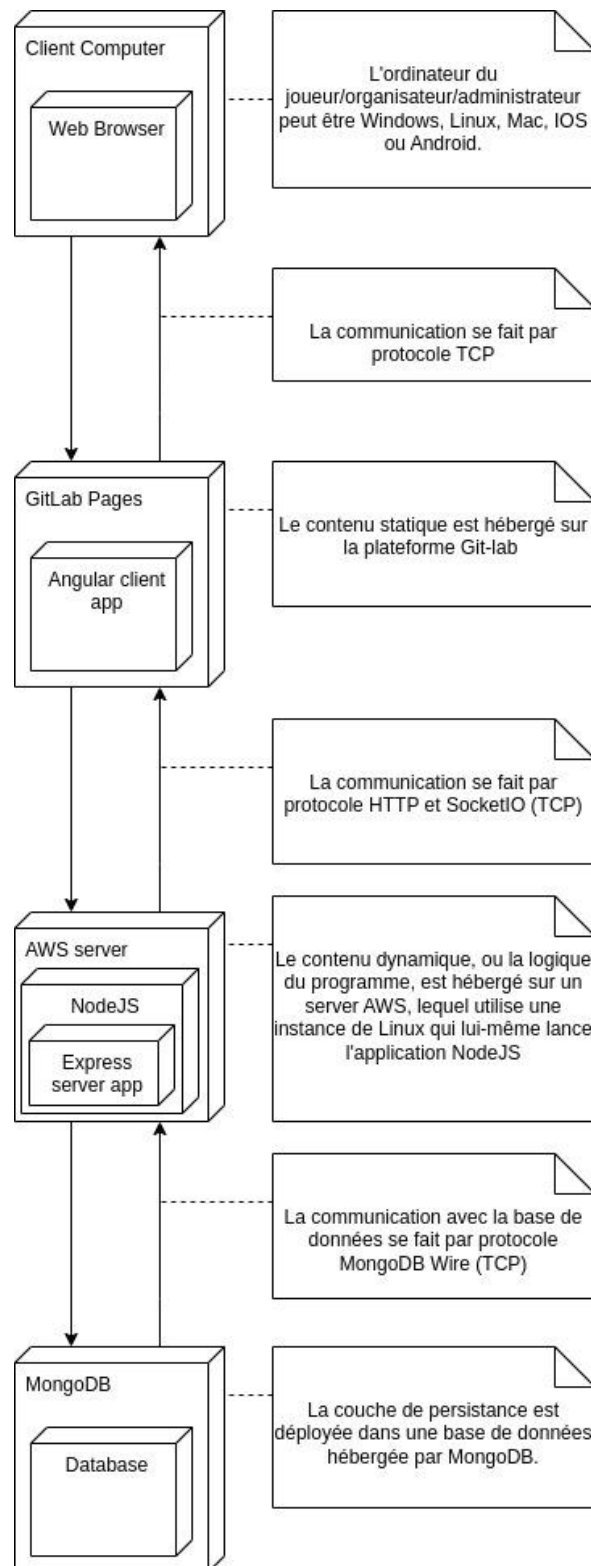 Client Computer
Web Browser
L'ordinateur du
joueur/organisateur/administrateur
peut être Windows, Linux, Mac, IOS
ou Android.
La communication se fait par
protocole TCP
GitLab Pages
Angular client
app
Le contenu statique est hébergé sur
la plateforme Git-lab
La communication se fait par
protocole HTTP et SocketIO (TCP)
AWS server
NodeJS
Express
server app
Le contenu dynamique, ou la logique
du programme, est hébergé sur un
server AWS, lequel utilise une
instance de Linux qui lui-même lance
l'application NodeJS
La communication avec la base de
données se fait par protocole
MongoDB Wire (TCP)
MongoDB
Database
La couche de persistance est
déployée dans une base de données
hébergée par MongoDB.